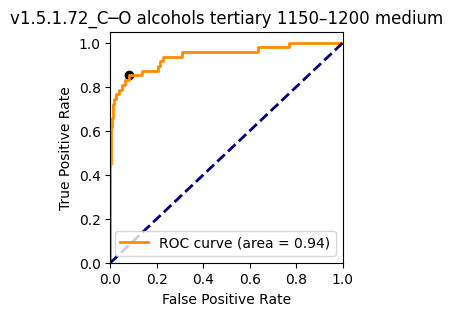 v1.5.1.72_C─O alcohols tertiary 1150–1200 medium
1.0
0.8
0.6
0.4
0.2
0.0
True Positive Rate
ROC curve (area = 0.94)
0.0 0.2 0.4 0.6 0.8 1.0
False Positive Rate